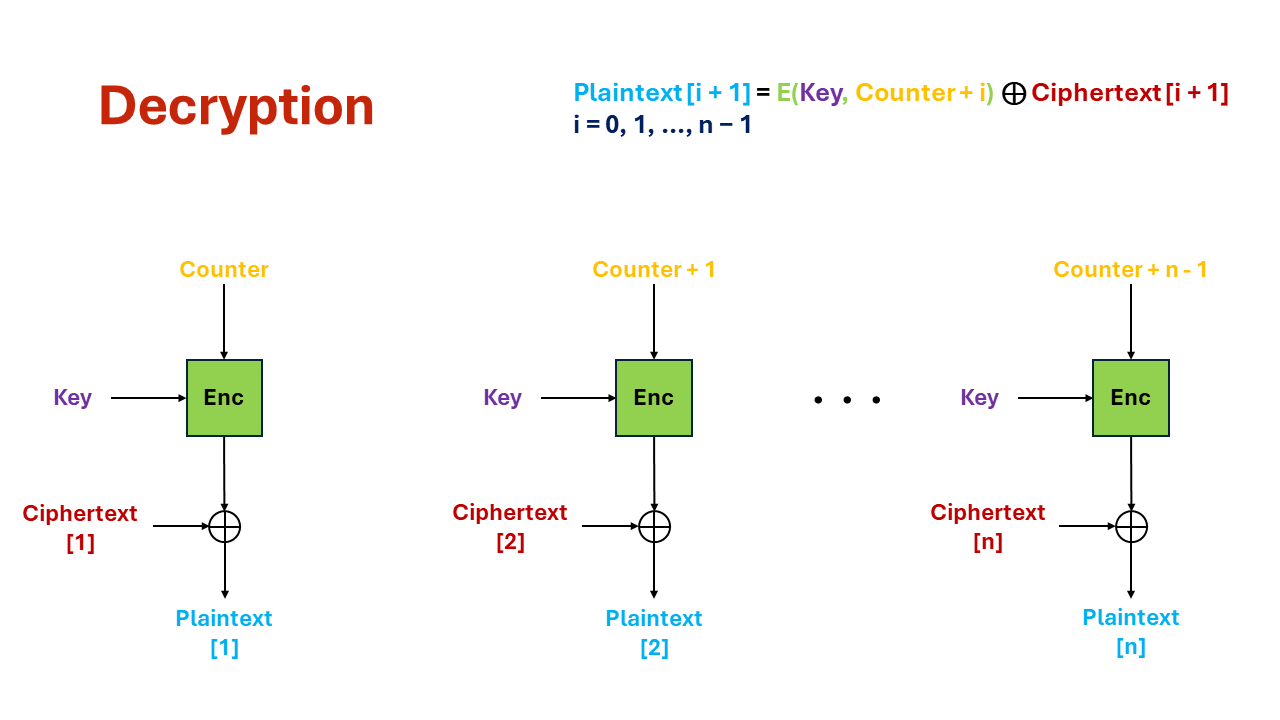 Decryption
Plaintext[i + 1] = E(Key, Counter + i) ⊕ Ciphertext[i + 1]
i = 0, 1, ..., n − 1
Counter
Counter + 1
Counter + n - 1
Key
Enc
Key
Enc
. . .
Key
Enc
Ciphertext
[1]
Ciphertext
[2]
Ciphertext
[n]
Plaintext
[1]
Plaintext
[2]
Plaintext
[n]